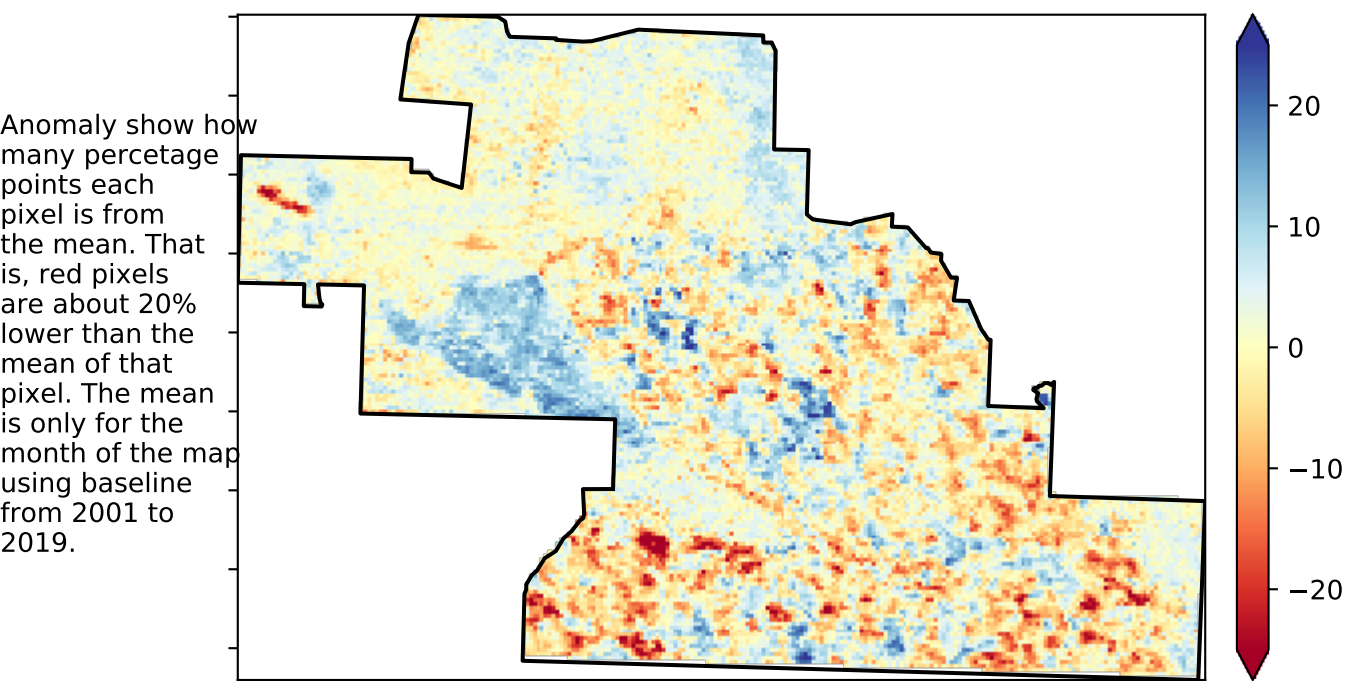 Anomaly show how
many percetage
points each
pixel is from
the mean. That
is, red pixels
are about 20%
lower than the
mean of that
pixel. The mean
is only for the
month of the map
using baseline
from 2001 to
2019.
20
10
0
−10
−20